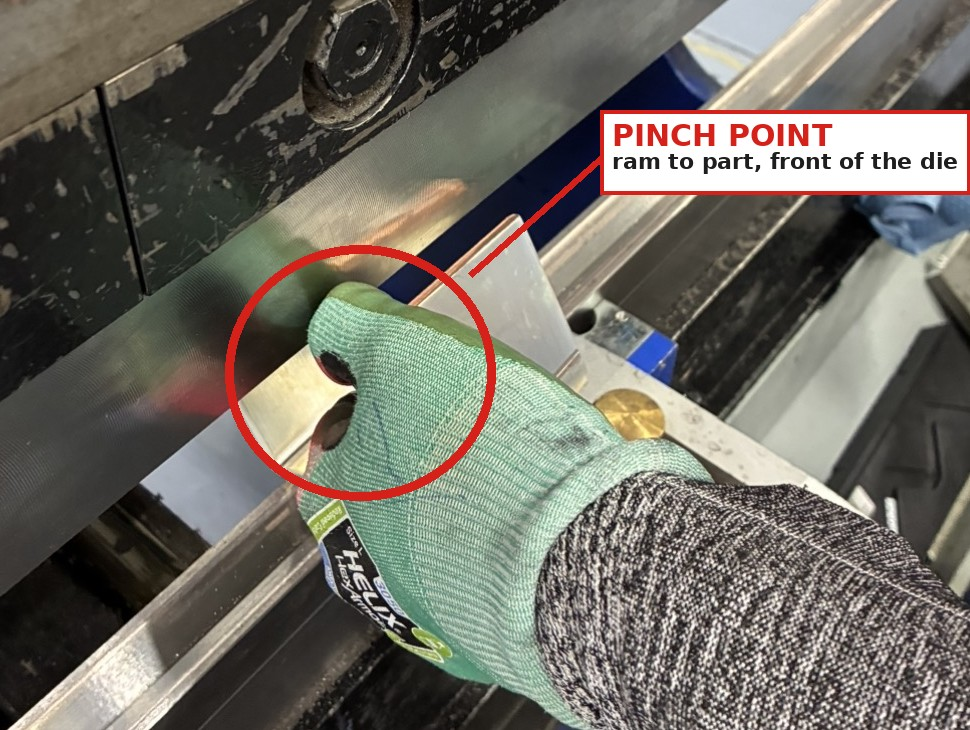 PINCH POINT
ram to part, front of the die
HELIX